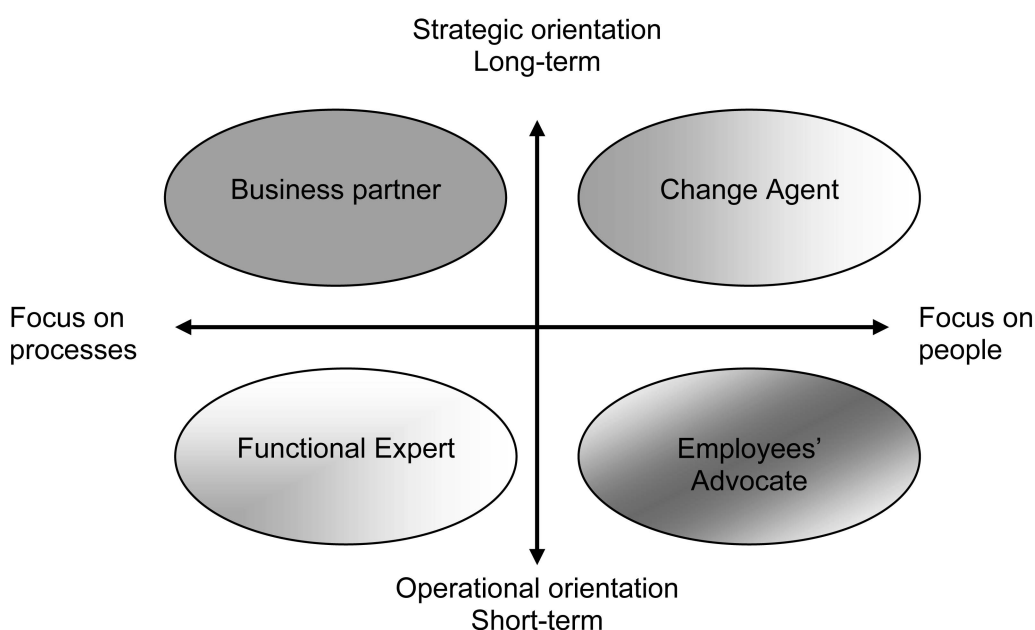 Strategic orientation
Long-term
Business partner
Change Agent
Focus on
processes
Focus on
people
Functional Expert
Employees’
Advocate
Operational orientation
Short-term